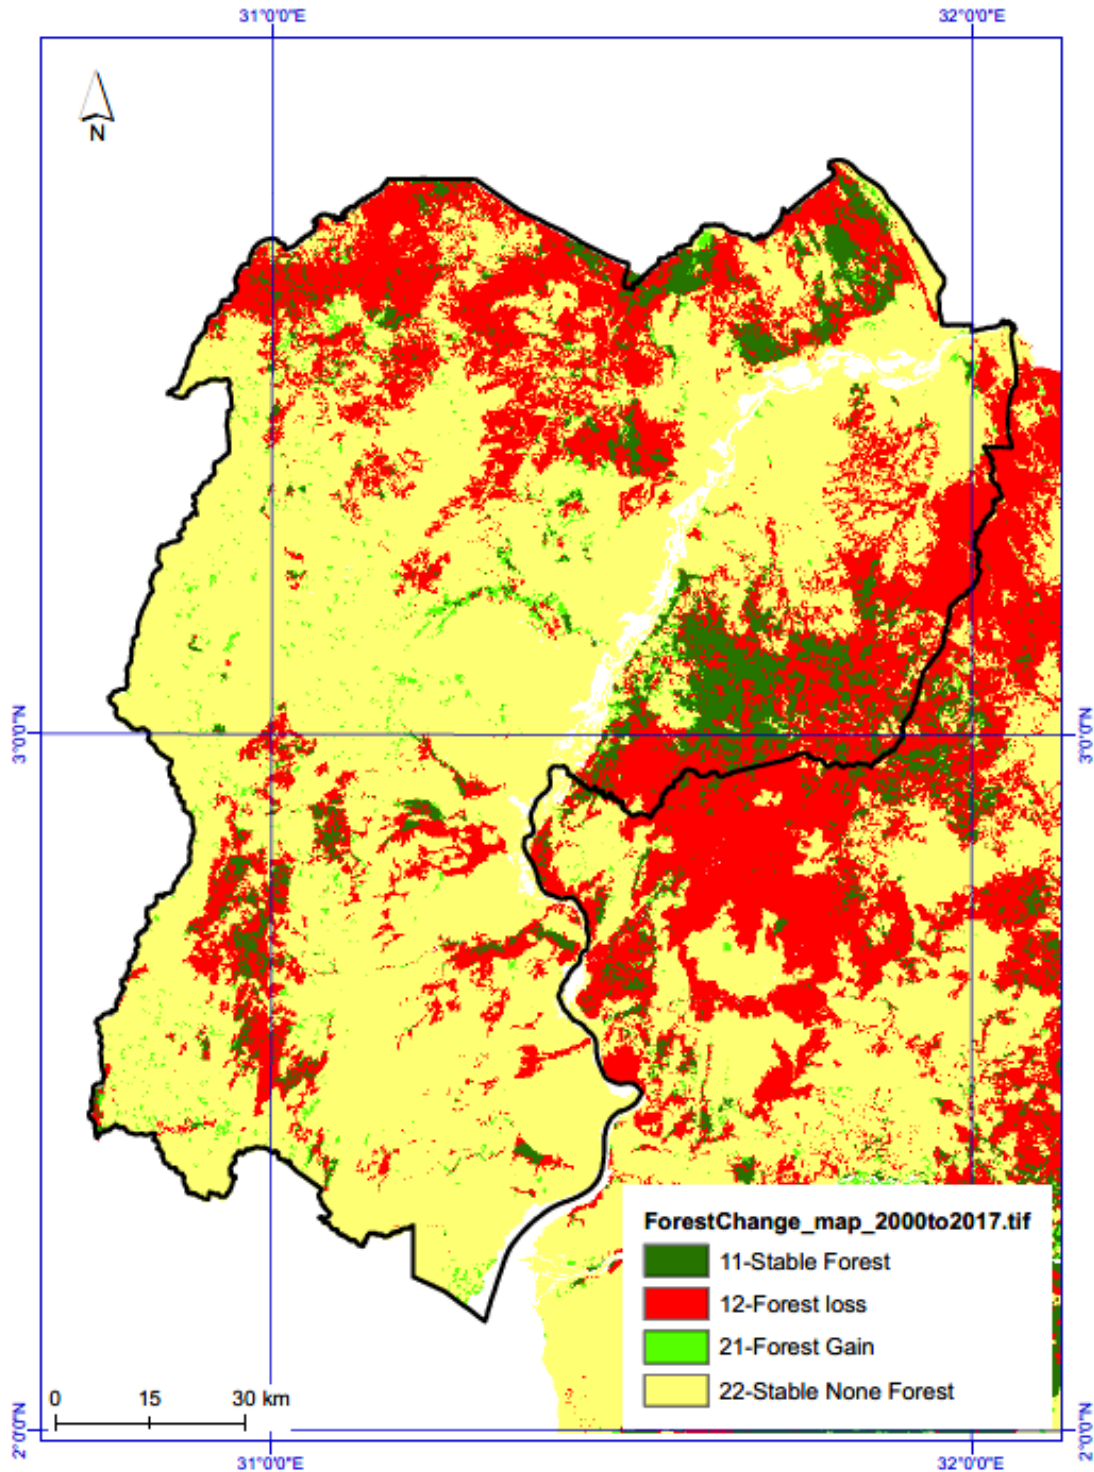 31°0'0"E 32°0'0"E
N
3°0'0"N 3°0'0"N
ForestChange_map_2000to2017.tif
11-Stable Forest
12-Forest loss
21-Forest Gain
22-Stable None Forest
0 15 30 km
2°0'0"N 2°0'0"N
31°0'0"E 32°0'0"E